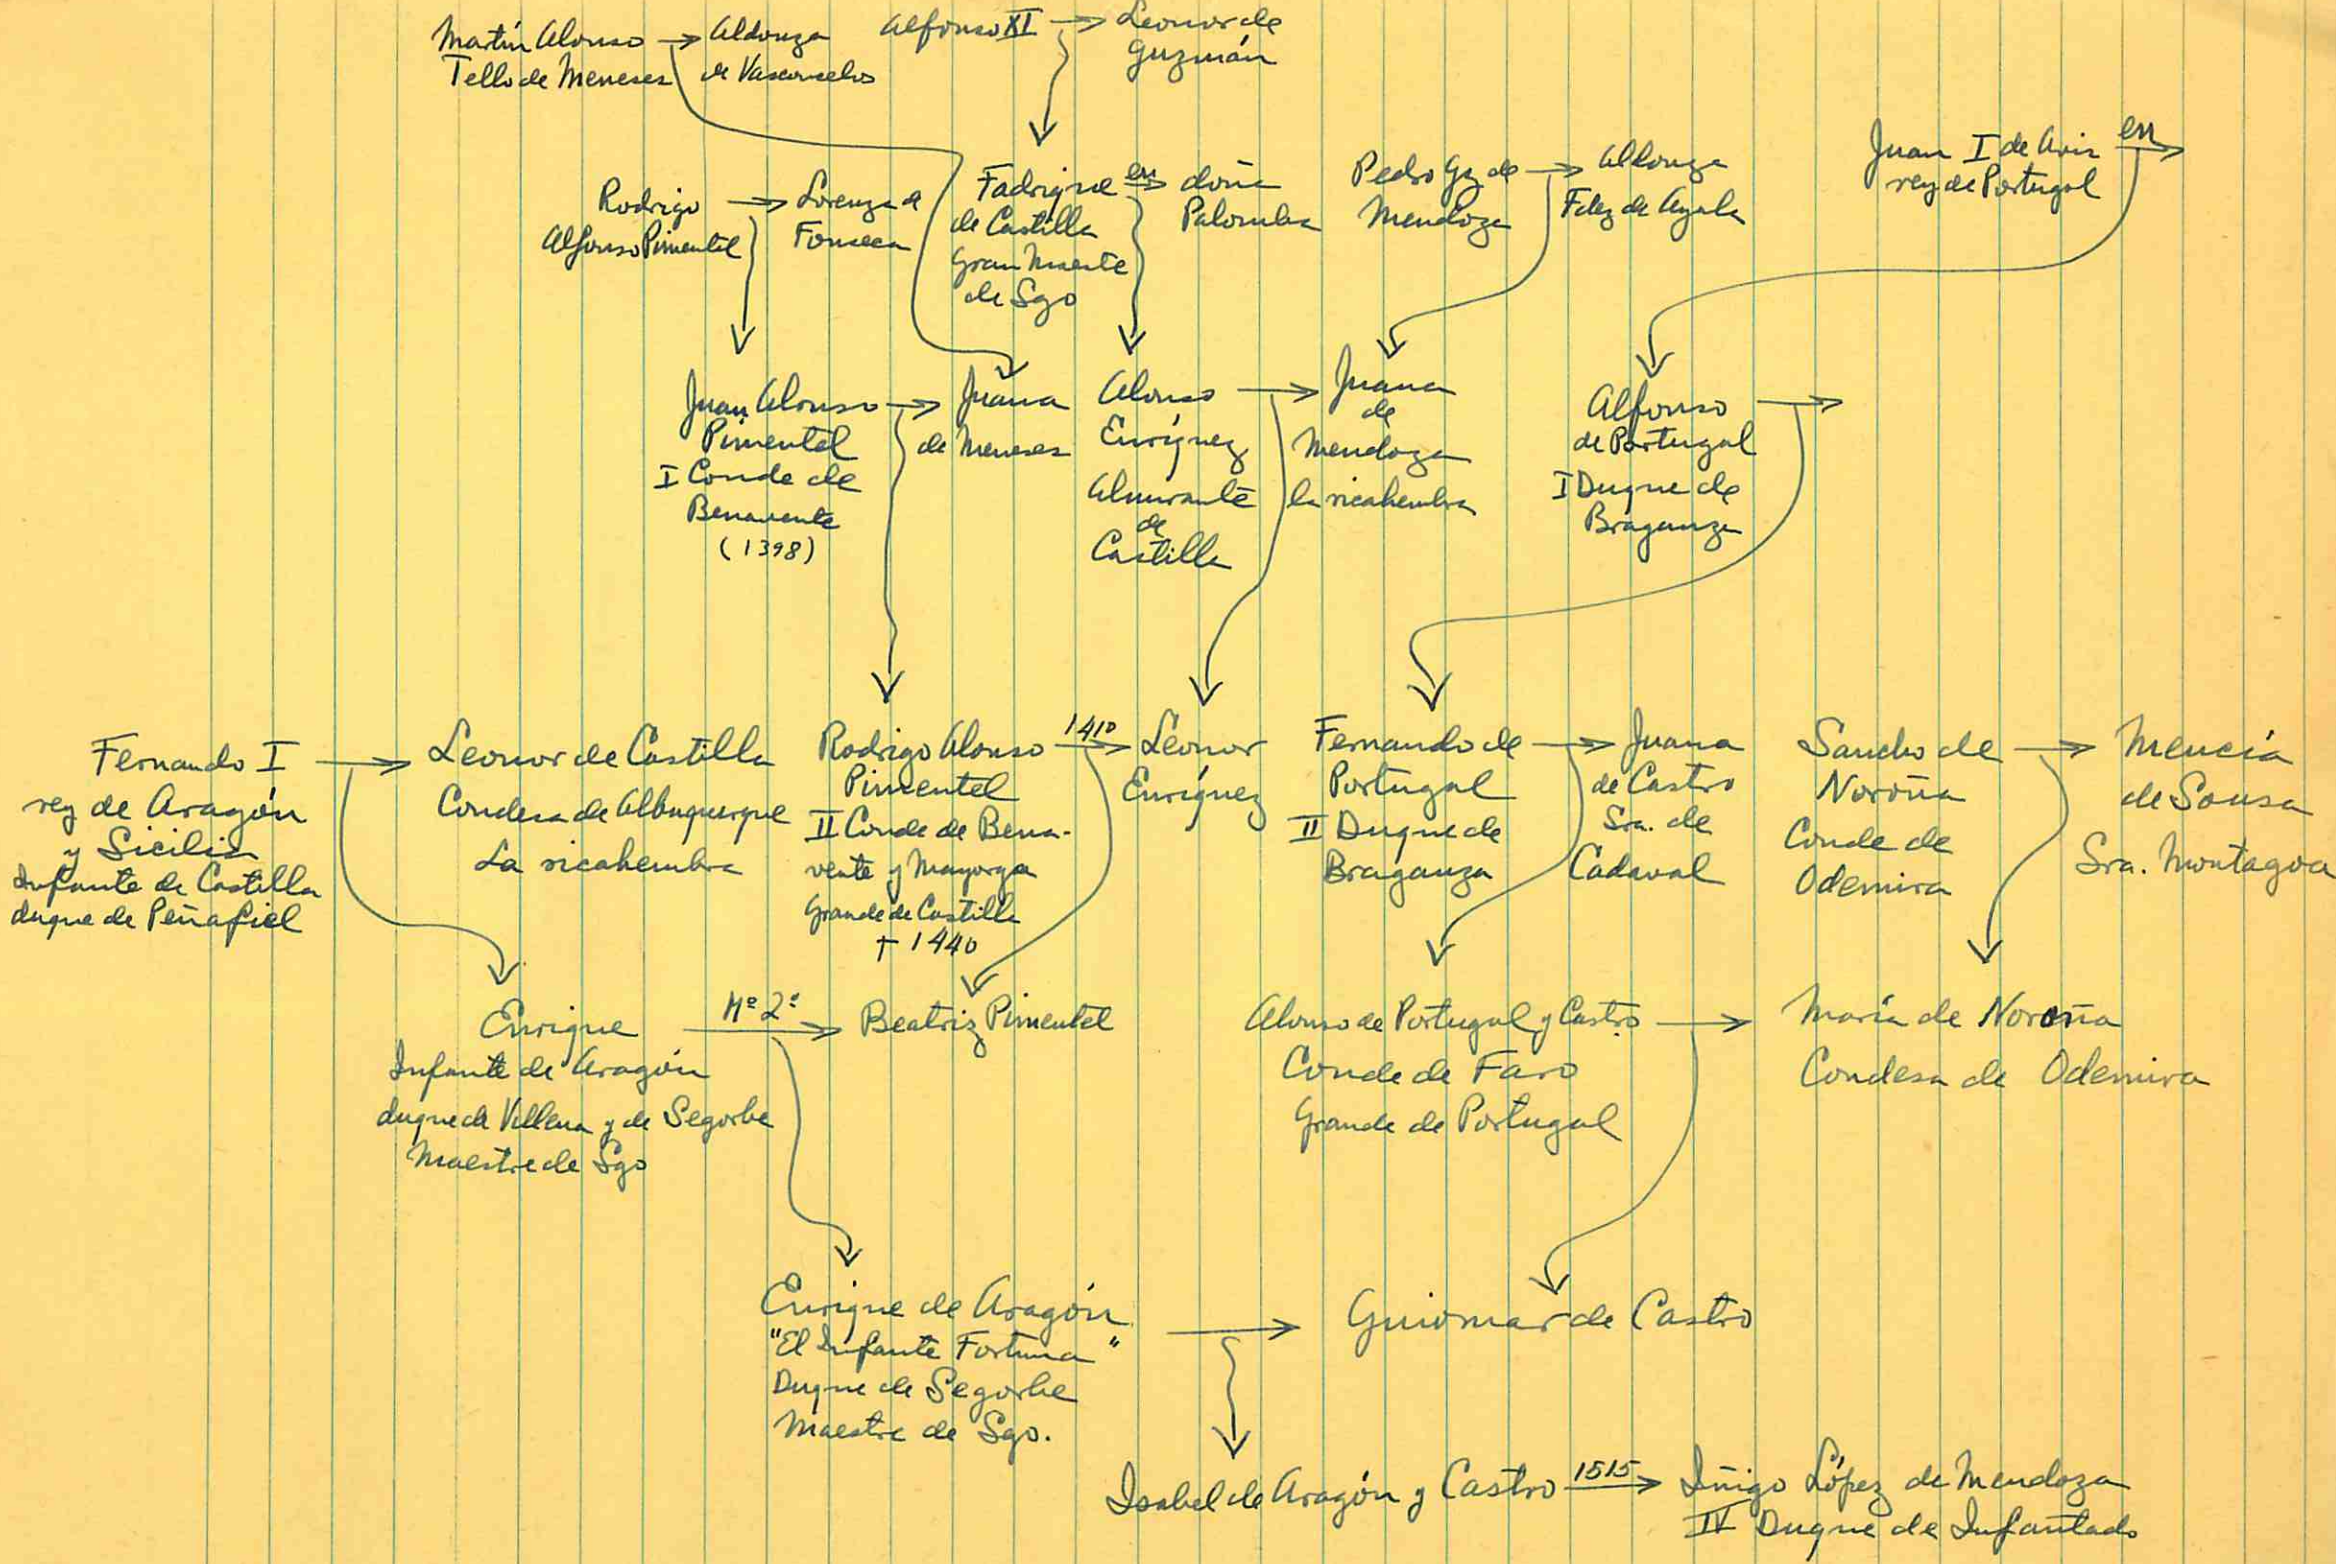 Martín Alonso
Tello de Meneses
Aldonza
de Vasconcelos
Alfonso XI
Leonor de
Guzmán
Rodrigo
Alfonso Pimentel
Lorenza de
Fonseca
Fadrique
de Castilla
Gran Maeste
de Sgo
en
doña
Palomba
Pedro Gz de
Mendoza
Aldonza
Fdez de Ayala
Juan I de Avis
rey de Portugal
en
Juan Alonso
Pimentel
I Conde de
Benavente
(1398)
Juana
de Meneses
Alonso
Enríquez
Almirante
de
Castilla
Juana
de
Mendoza
la ricahembra
Alfonso
de Portugal
I Duque de
Braganza
Fernando I
rey de Aragón
y Sicilia
Infante de Castilla
duque de Peñafiel
Leonor de Castilla
Condesa de Albuquerque
La ricahembra
Rodrigo Alonso
Pimentel
II Conde de Bena-
vente y Mayorga
Grande de Castilla
† 1440
1410
Leonor
Enríquez
Fernando de
Portugal
II Duque de
Braganza
Juana
de Castro
Sra. de
Cadaval
Sancho de
Noroña
Conde de
Odemira
Mencía
de Sousa
Sra. Mortagoa
Enrique
Infante de Aragón
duque de Villena y de Segorbe
Maestre de Sgo
Mº 2º
Beatriz Pimentel
Alonso de Portugal y Castro
Conde de Faro
Grande de Portugal
María de Noroña
Condesa de Odemira
Enrique de Aragón
"El Infante Fortuna"
Duque de Segorbe
Maestre de Sgo.
Guiomar de Castro
Isabel de Aragón y Castro
1515
Iñigo López de Mendoza
IV Duque de Infantado